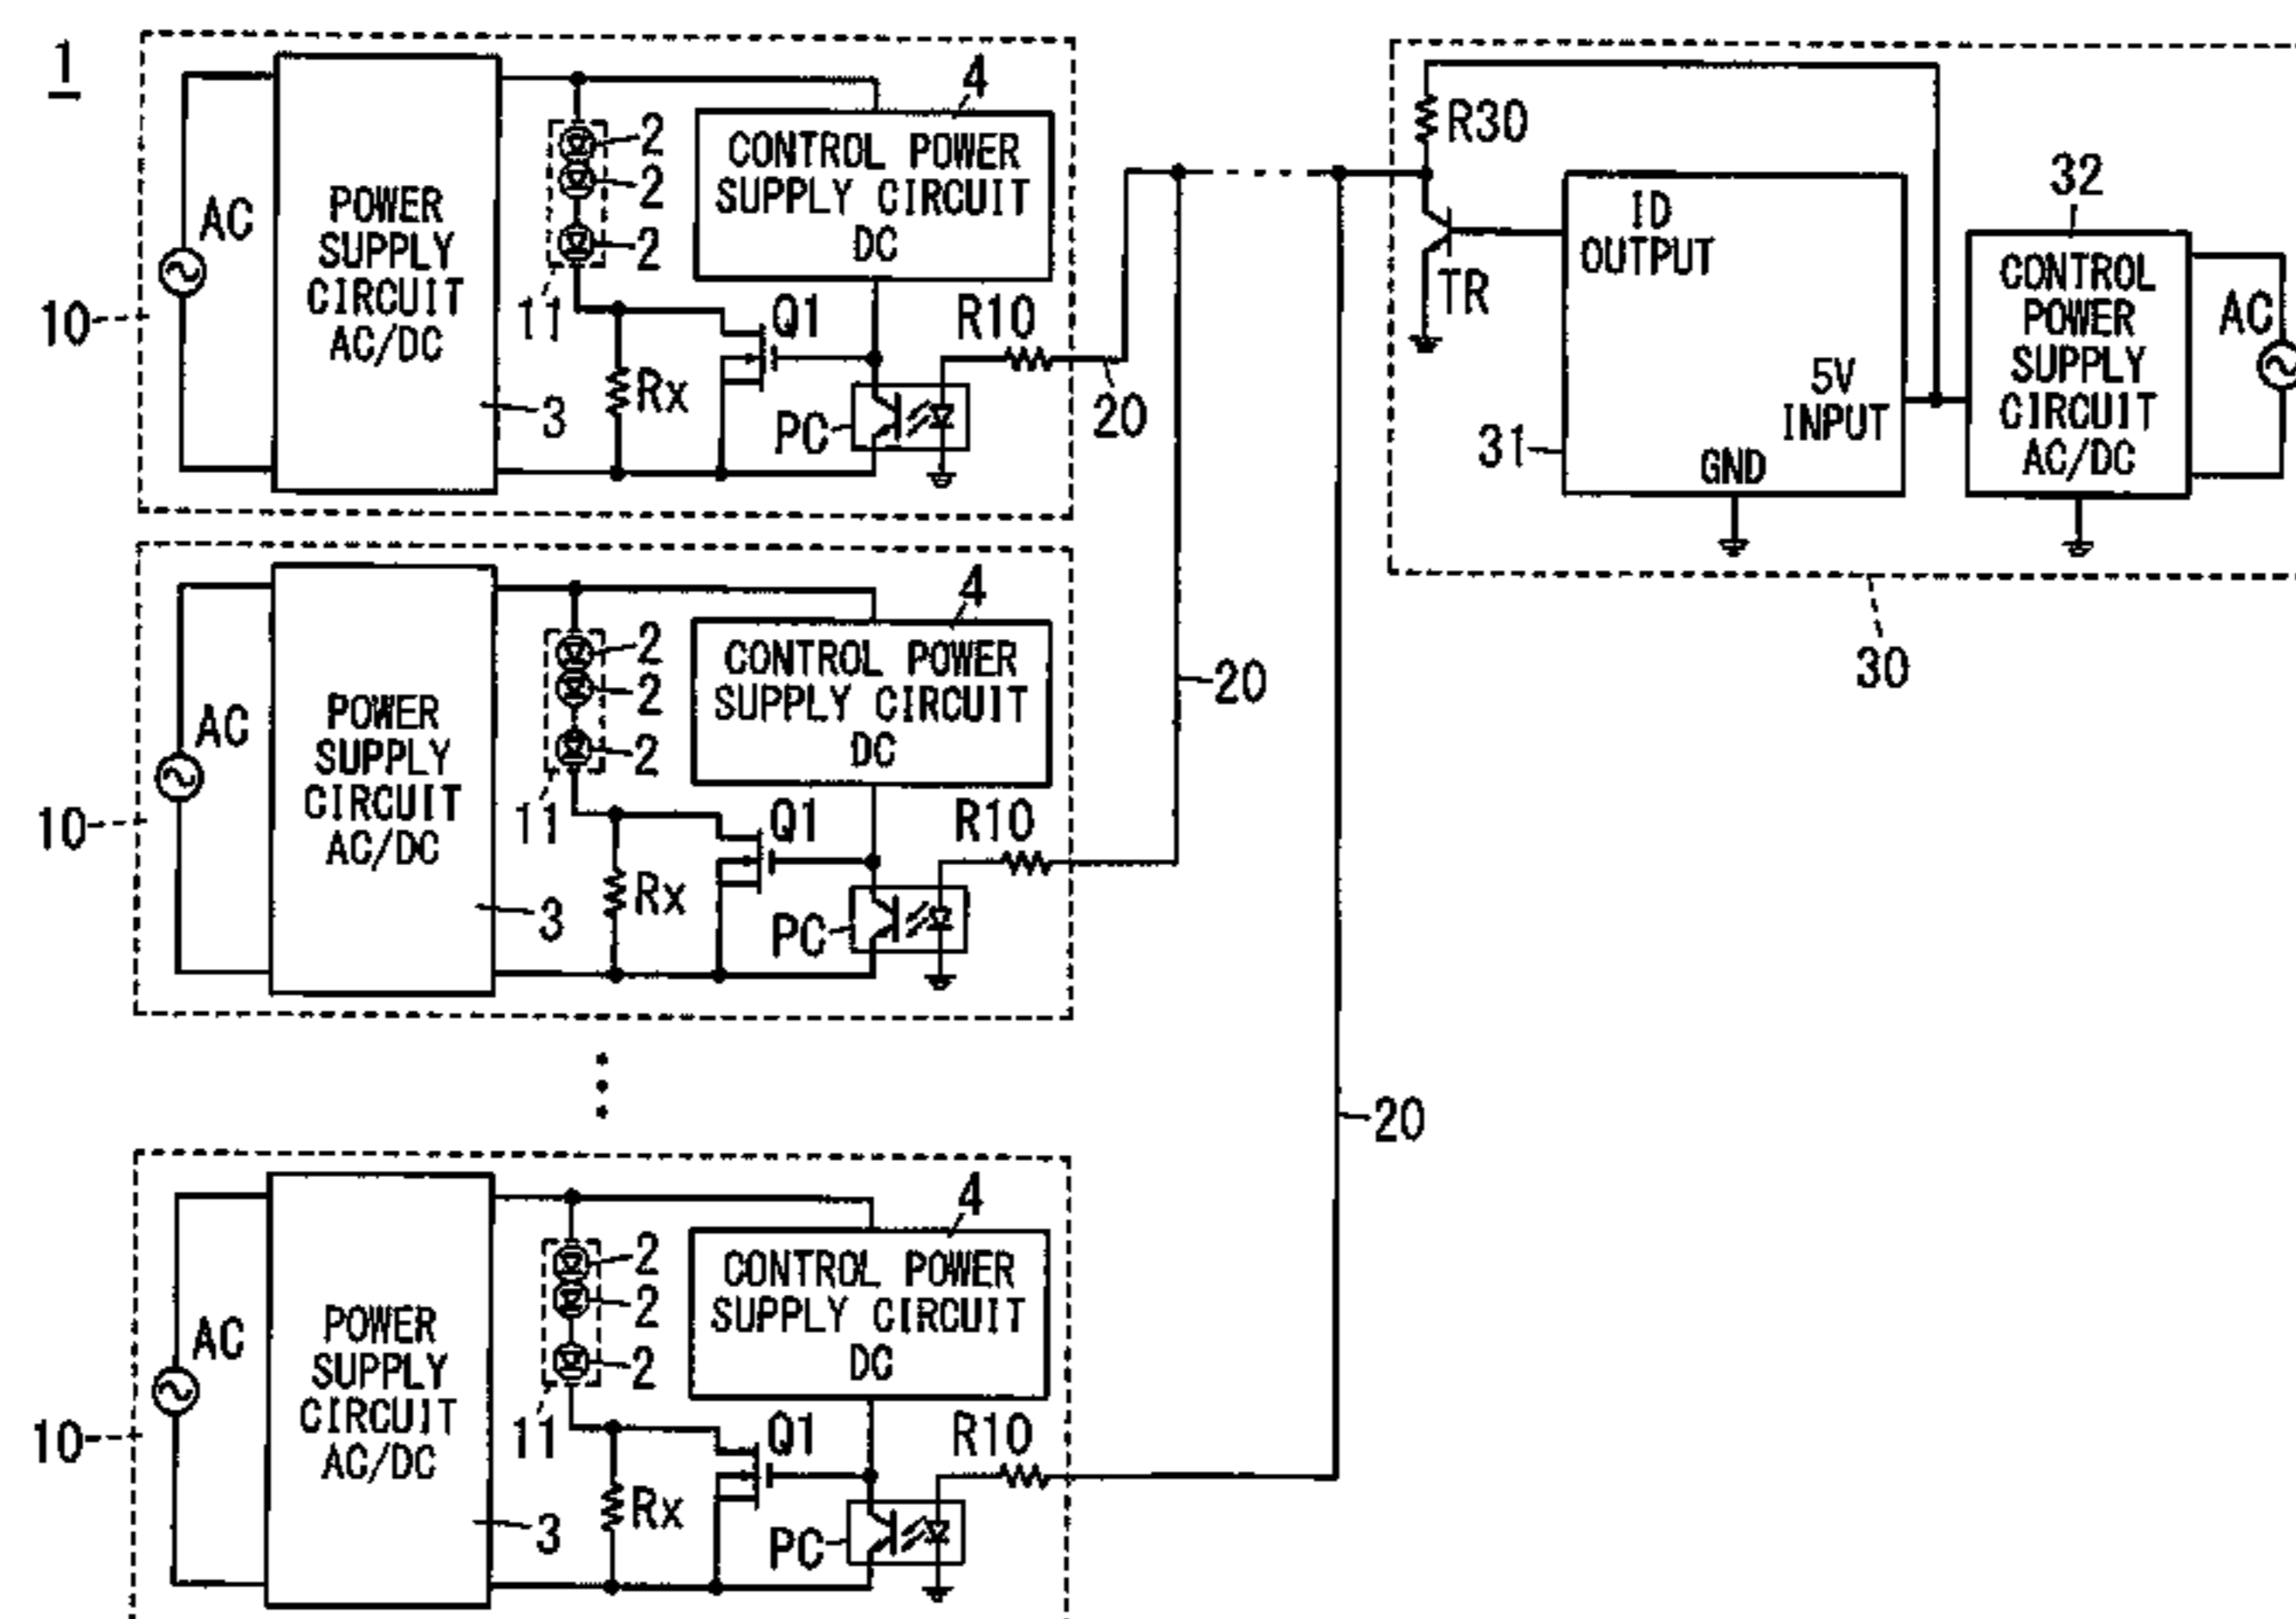 1
AC
POWER
SUPPLY
CIRCUIT
AC/DC
10
3
2
2
2
11
4
CONTROL POWER
SUPPLY CIRCUIT
DC
Q1
R10
Rx
PC
20
AC
POWER
SUPPLY
CIRCUIT
AC/DC
10
3
2
2
2
11
4
CONTROL POWER
SUPPLY CIRCUIT
DC
Q1
R10
Rx
PC
20
AC
POWER
SUPPLY
CIRCUIT
AC/DC
10
3
2
2
2
11
4
CONTROL POWER
SUPPLY CIRCUIT
DC
Q1
R10
Rx
PC
20
R30
TR
ID
OUTPUT
5V
INPUT
GND
31
32
CONTROL
POWER
SUPPLY
CIRCUIT
AC/DC
AC
30